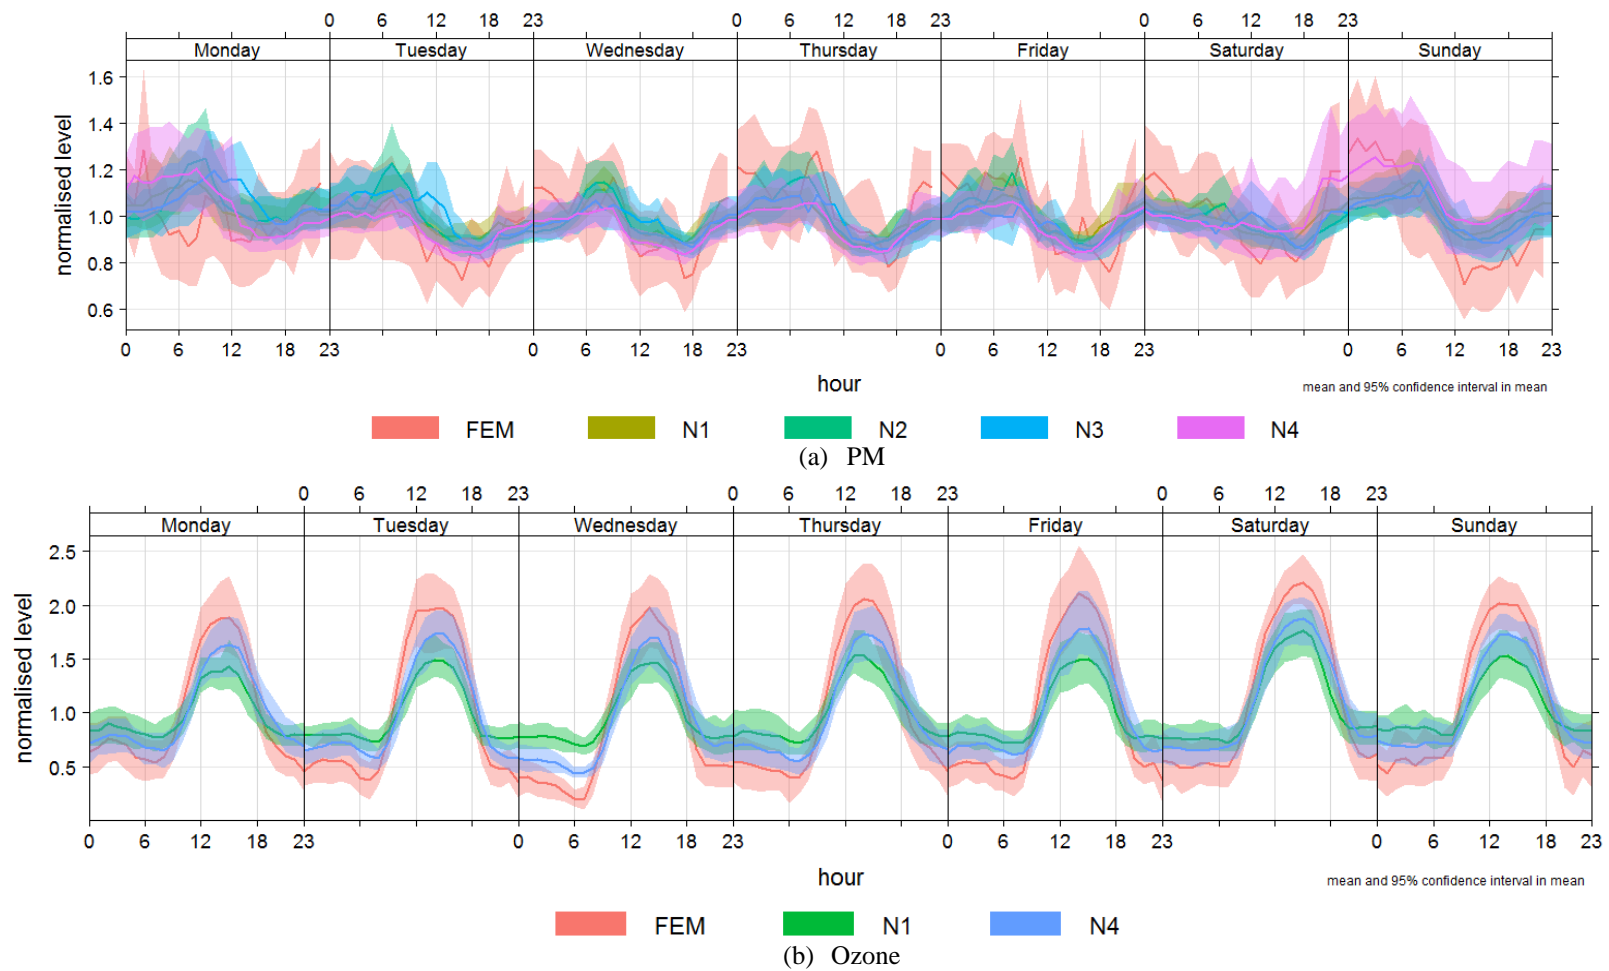 0 6 12 18 23 0 6 12 18 23 0 6 12 18 23
Monday Tuesday Wednesday Thursday Friday Saturday Sunday
1.6
1.4
1.2
1.0
0.8
0.6
normalised level
0 6 12 18 23 0 6 12 18 23 0 6 12 18 23 0 6 12 18 23
hour
mean and 95% confidence interval in mean
FEM N1 N2 N3 N4
(a) PM
0 6 12 18 23 0 6 12 18 23 0 6 12 18 23
Monday Tuesday Wednesday Thursday Friday Saturday Sunday
2.5
2.0
1.5
1.0
0.5
normalised level
0 6 12 18 23 0 6 12 18 23 0 6 12 18 23 0 6 12 18 23
hour
mean and 95% confidence interval in mean
FEM N1 N4
(b) Ozone